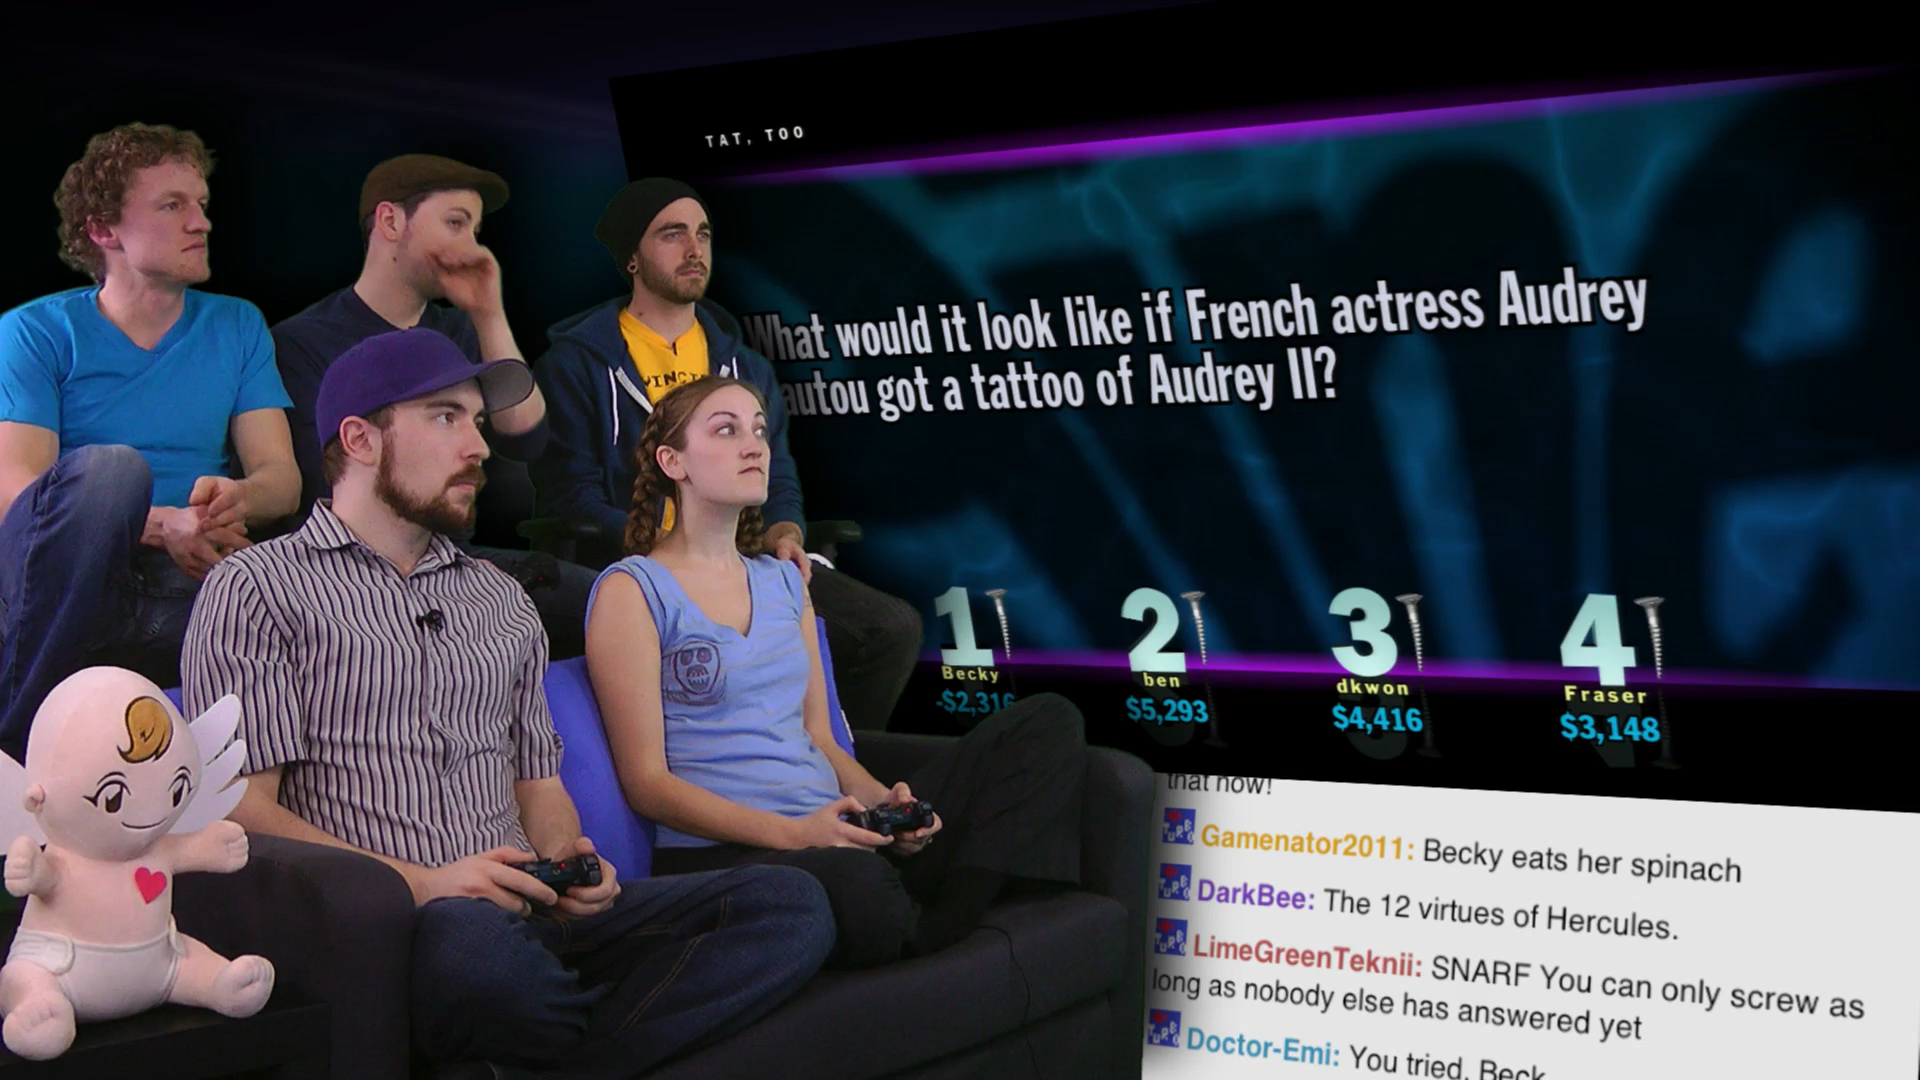 TAT, TOO
What would it look like if French actress Audrey
autou got a tattoo of Audrey II?
VINCI
1 2 3 4
Becky ben dkwon Fraser
-$2,316 $5,293 $4,416 $3,148
that now!
Gamenator2011: Becky eats her spinach
DarkBee: The 12 virtues of Hercules.
LimeGreenTeknii: SNARF You can only screw as
long as nobody else has answered yet
Doctor-Emi: You tried, Beck